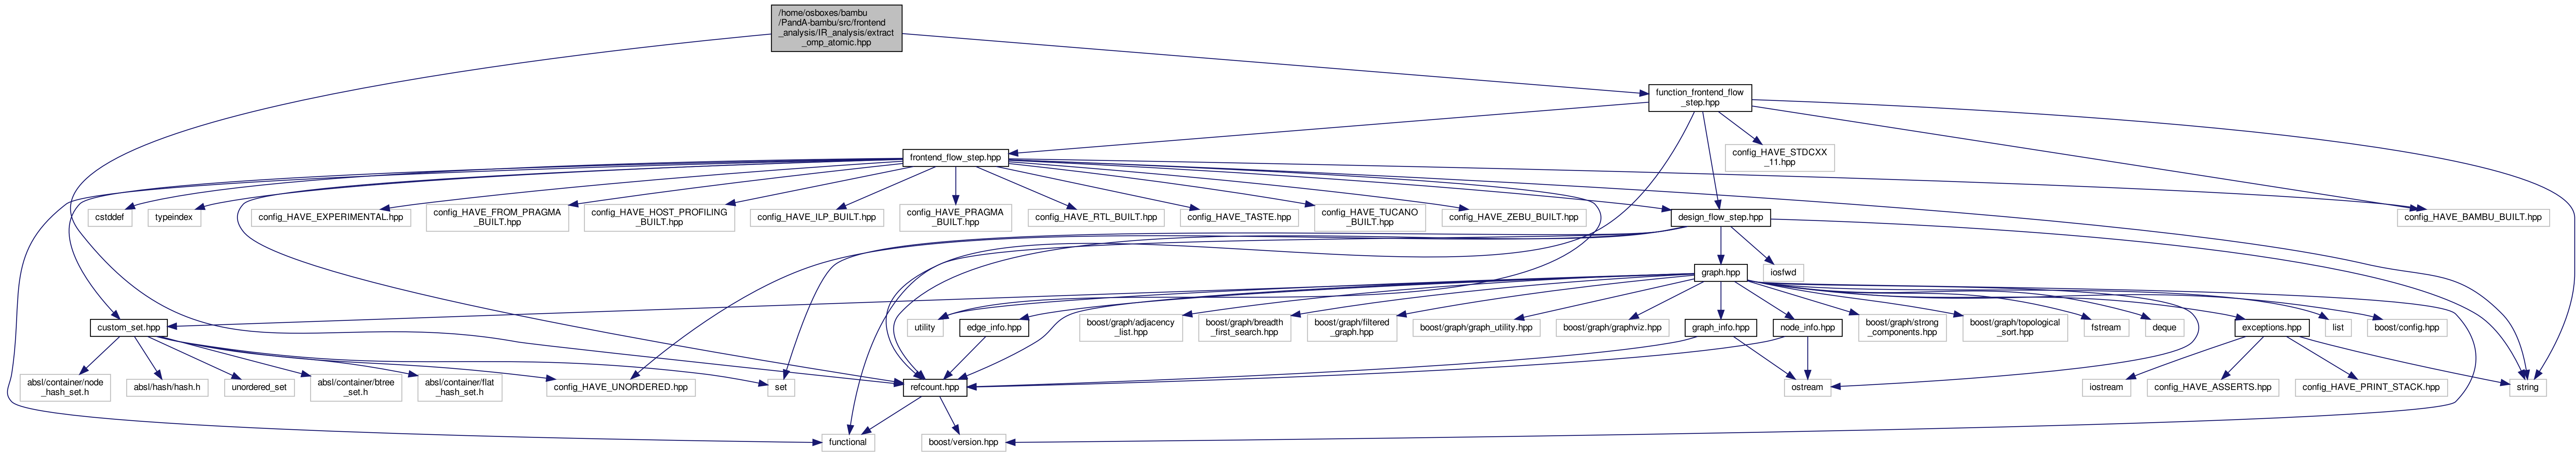 /home/osboxes/bambu
/PandA-bambu/src/frontend
_analysis/IR_analysis/extract
_omp_atomic.hpp
function_frontend_flow
_step.hpp
frontend_flow_step.hpp
config_HAVE_STDCXX
_11.hpp
cstddef
typeindex
config_HAVE_EXPERIMENTAL.hpp
config_HAVE_FROM_PRAGMA
_BUILT.hpp
config_HAVE_HOST_PROFILING
_BUILT.hpp
config_HAVE_ILP_BUILT.hpp
config_HAVE_PRAGMA
_BUILT.hpp
config_HAVE_RTL_BUILT.hpp
config_HAVE_TASTE.hpp
config_HAVE_TUCANO
_BUILT.hpp
config_HAVE_ZEBU_BUILT.hpp
design_flow_step.hpp
config_HAVE_BAMBU_BUILT.hpp
graph.hpp
iosfwd
custom_set.hpp
utility
edge_info.hpp
boost/graph/adjacency
_list.hpp
boost/graph/breadth
_first_search.hpp
boost/graph/filtered
_graph.hpp
boost/graph/graph_utility.hpp
boost/graph/graphviz.hpp
graph_info.hpp
node_info.hpp
boost/graph/strong
_components.hpp
boost/graph/topological
_sort.hpp
fstream
deque
exceptions.hpp
list
boost/config.hpp
absl/container/node
_hash_set.h
absl/hash/hash.h
unordered_set
absl/container/btree
_set.h
absl/container/flat
_hash_set.h
config_HAVE_UNORDERED.hpp
set
refcount.hpp
ostream
iostream
config_HAVE_ASSERTS.hpp
config_HAVE_PRINT_STACK.hpp
string
functional
boost/version.hpp